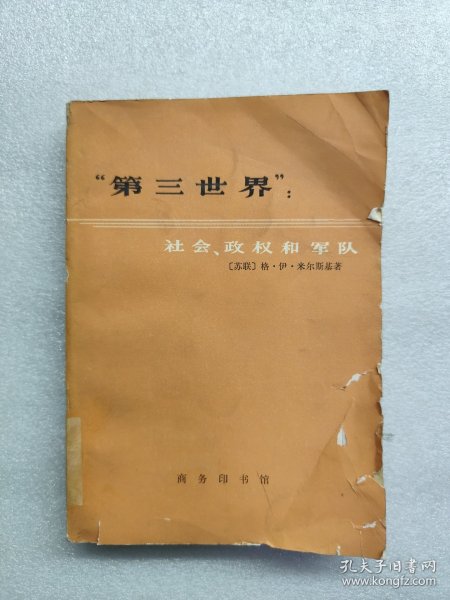 “第三世界”：
社会、政权和军队
〔苏联〕格·伊·米尔斯基著
商务印书馆
孔夫子旧书网
www.kongfz.com